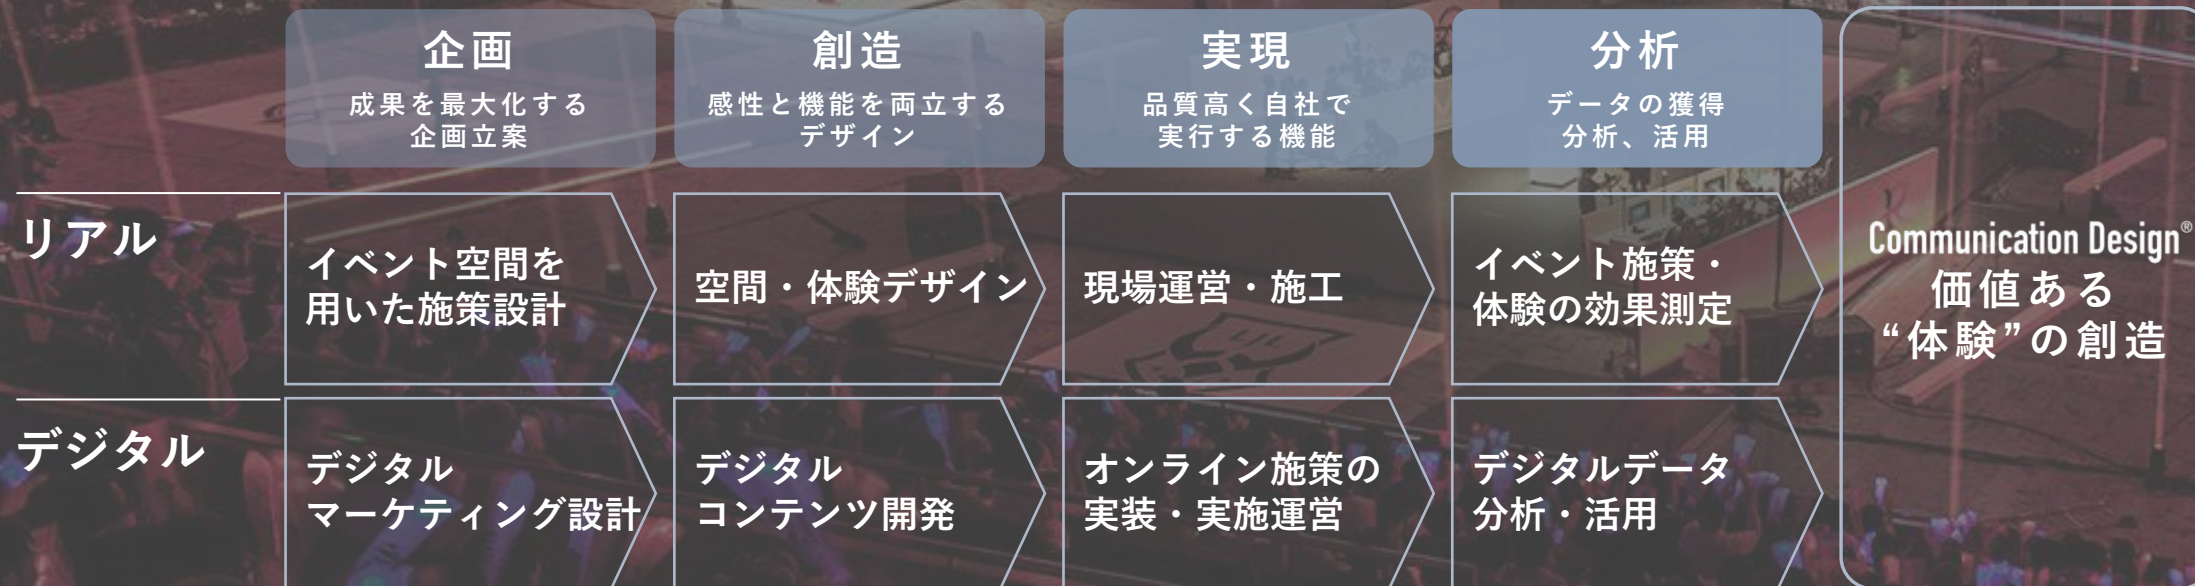 企画
成果を最大化する
企画立案
創造
感性と機能を両立する
デザイン
実現
品質高く自社で
実行する機能
分析
データの獲得
分析、活用
リアル
イベント空間を
用いた施策設計
空間・体験デザイン
現場運営・施工
イベント施策・
体験の効果測定
デジタル
デジタル
マーケティング設計
デジタル
コンテンツ開発
オンライン施策の
実装・実施運営
デジタルデータ
分析・活用
Communication Design®
価値ある
“体験”の創造